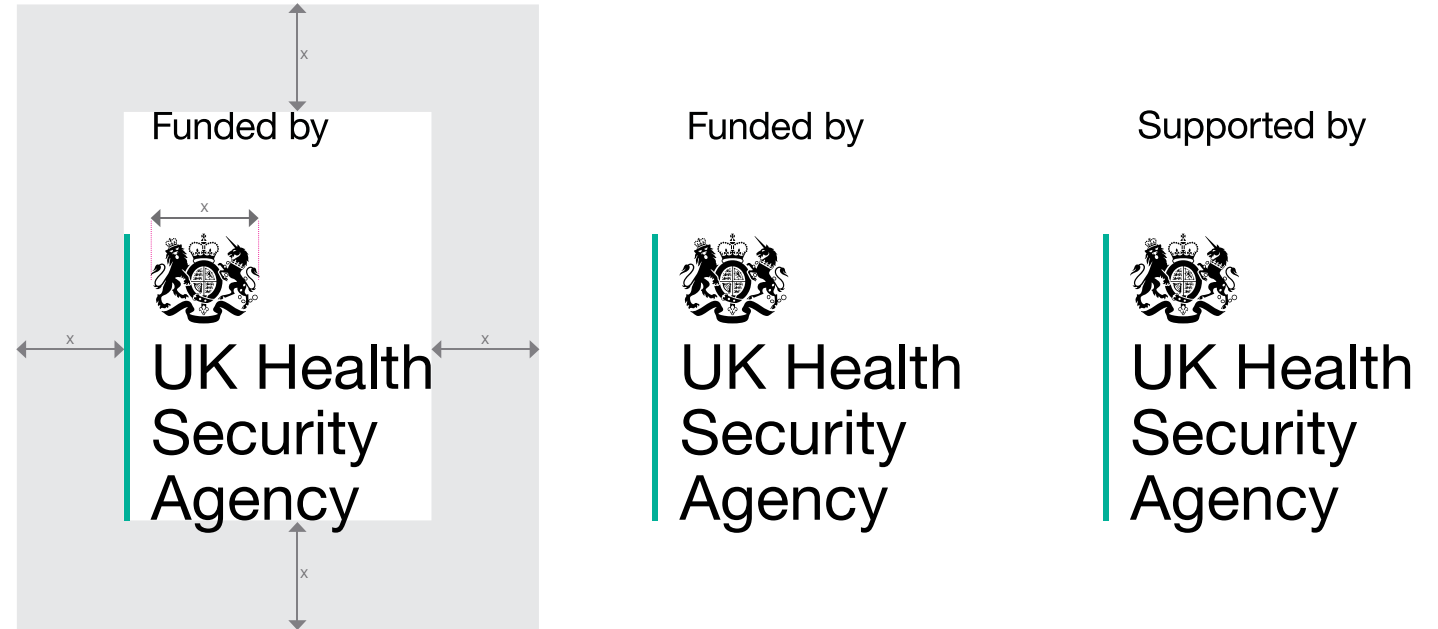 x
Funded by
x
x
x
UK Health
Security
Agency
x
Funded by
UK Health
Security
Agency
Supported by
UK Health
Security
Agency